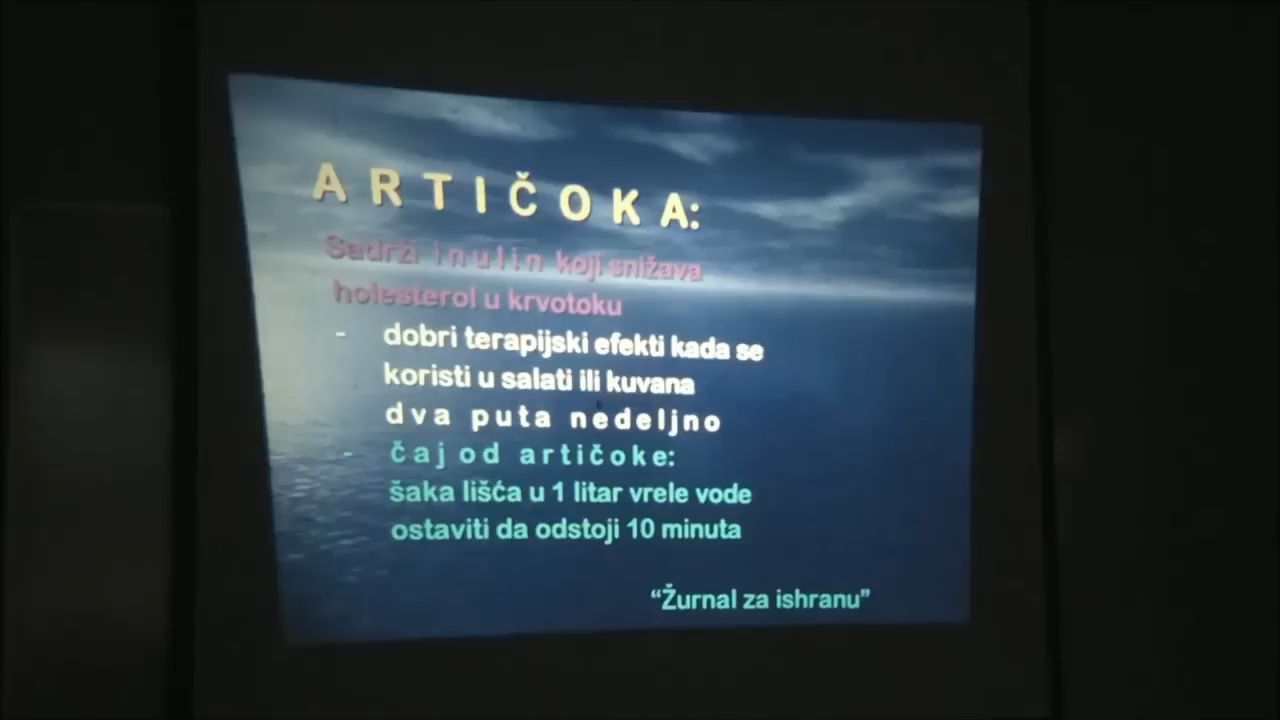 ARTIČOKA:
Sadrži inulin koji snižava
holesterol u krvotoku
- dobri terapijski efekti kada se
koristi u salati ili kuvana
dva puta nedeljno
- čaj od artičoke:
šaka lišća u 1 litar vrele vode
ostaviti da odstoji 10 minuta
“Žurnal za ishranu”